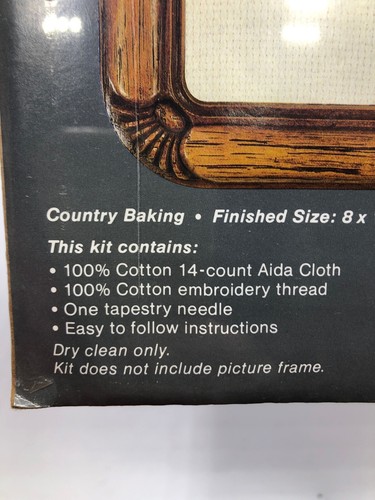 Country Baking • Finished Size: 8 x
This kit contains:
• 100% Cotton 14-count Aida Cloth
• 100% Cotton embroidery thread
• One tapestry needle
• Easy to follow instructions
Dry clean only.
Kit does not include picture frame.